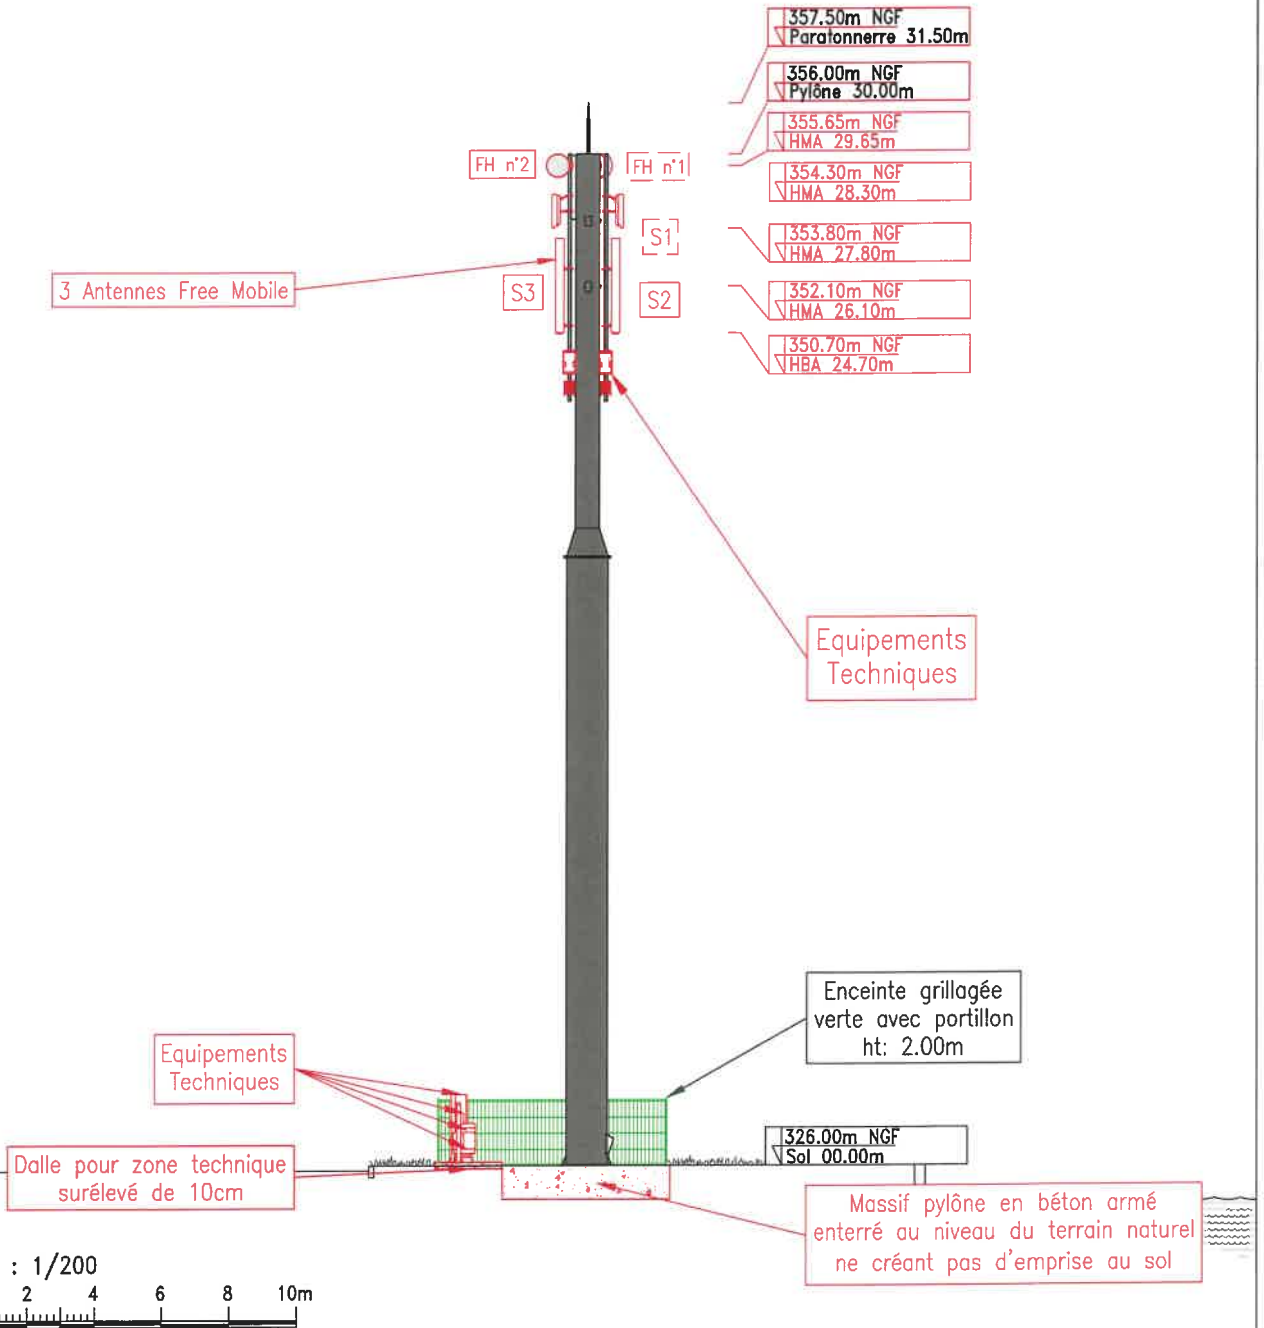 357.50m NGF
Paratonnerre 31.50m
356.00m NGF
Pylône 30.00m
355.65m NGF
HMA 29.65m
FH n°2
FH n°1
354.30m NGF
HMA 28.30m
S1
353.80m NGF
HMA 27.80m
3 Antennes Free Mobile
S3
S2
352.10m NGF
HMA 26.10m
350.70m NGF
HBA 24.70m
Equipements
Techniques
Enceinte grillagée
verte avec portillon
ht: 2.00m
Equipements
Techniques
326.00m NGF
Sol 00.00m
Dalle pour zone technique
surélevé de 10cm
Massif pylône en béton armé
enterré au niveau du terrain naturel
ne créant pas d'emprise au sol
: 1/200
2 4 6 8 10m